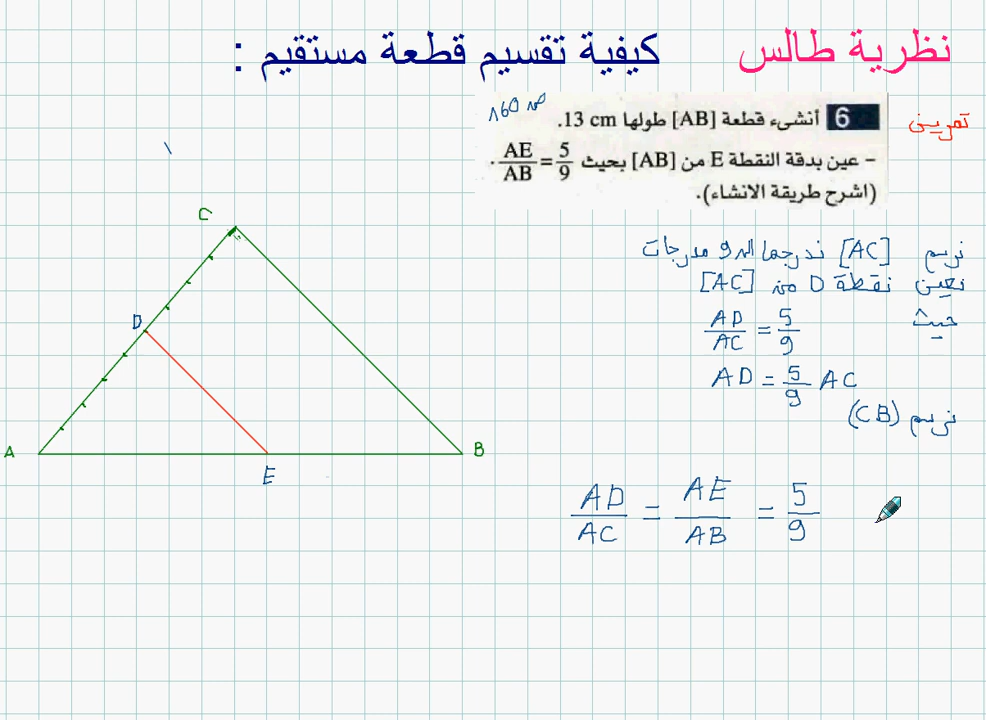 نظرية طالس
كيفية تقسيم قطعة مستقيم :
تمرين
6 أنشىء قطعة [AB] طولها 13 cm.
ص 160
– عين بدقة النقطة E من [AB] بحيث AE/AB = 5/9.
(اشرح طريقة الانشاء).
نرسم [AC] ندرجها الى 9 مدرجات
نعين نقطة D من [AC]
حيث AD/AC = 5/9
AD = 5/9 AC
نرسم (CB)
AD/AC = AE/AB = 5/9
C
D
A
E
B